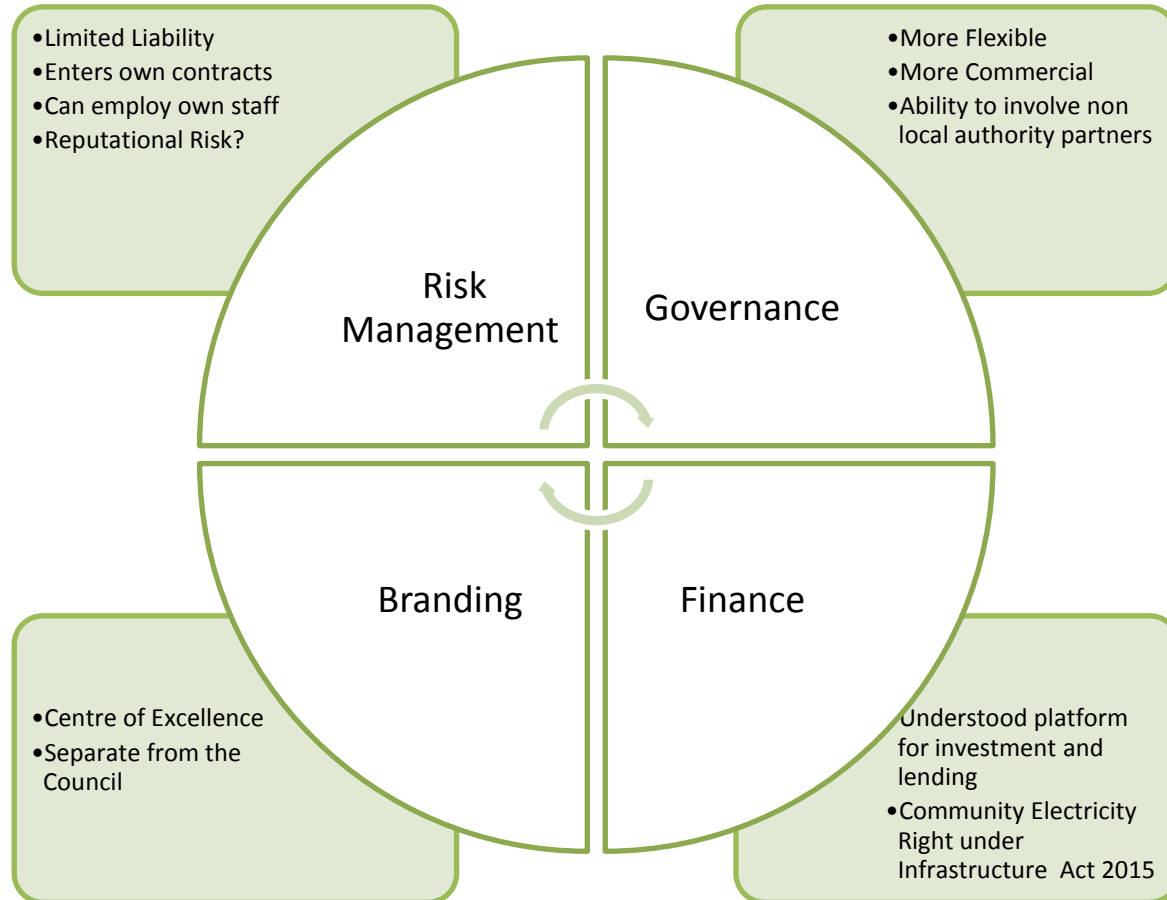 •Limited Liability
•Enters own contracts
•Can employ own staff
•Reputational Risk?
•More Flexible
•More Commercial
•Ability to involve non
local authority partners
Risk
Management
Governance
Branding
Finance
•Centre of Excellence
•Separate from the
Council
Understood platform
for investment and
lending
•Community Electricity
Right under
Infrastructure Act 2015